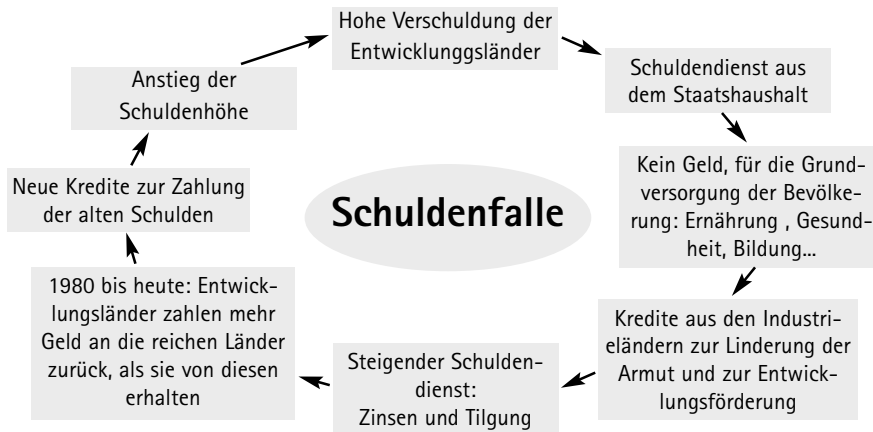 Hohe Verschuldung der
Entwicklunggsländer
Schuldendienst aus
dem Staatshaushalt
Kein Geld, für die Grund-
versorgung der Bevölke-
rung: Ernährung , Gesund-
heit, Bildung...
Kredite aus den Industri-
eländern zur Linderung der
Armut und zur Entwick-
lungsförderung
Steigender Schulden-
dienst:
Zinsen und Tilgung
1980 bis heute: Entwick-
lungsländer zahlen mehr
Geld an die reichen Länder
zurück, als sie von diesen
erhalten
Neue Kredite zur Zahlung
der alten Schulden
Anstieg der
Schuldenhöhe
Schuldenfalle